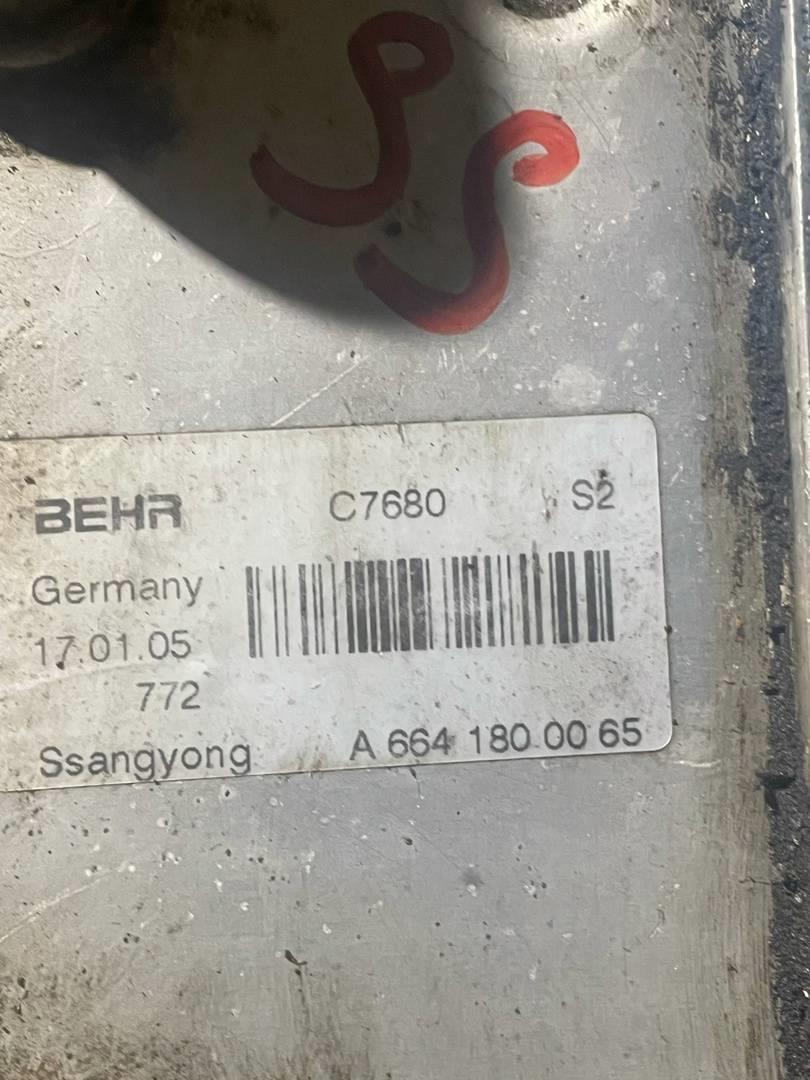 SS
BEHR C7680 S2
Germany
17.01.05
772
Ssangyong A 664 180 00 65